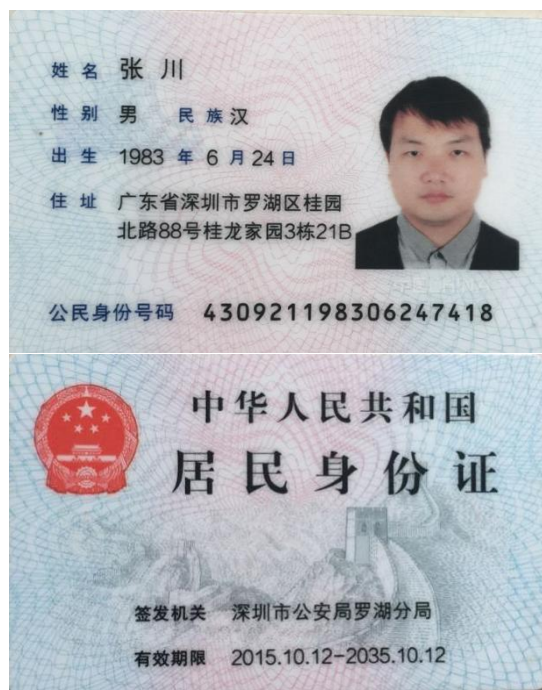 姓名 张川
性别 男 民族 汉
出生 1983 年 6 月 24 日
住址 广东省深圳市罗湖区桂园
北路88号桂龙家园3栋21B
公民身份号码 430921198306247418
中华人民共和国
居民身份证
签发机关 深圳市公安局罗湖分局
有效期限 2015.10.12-2035.10.12